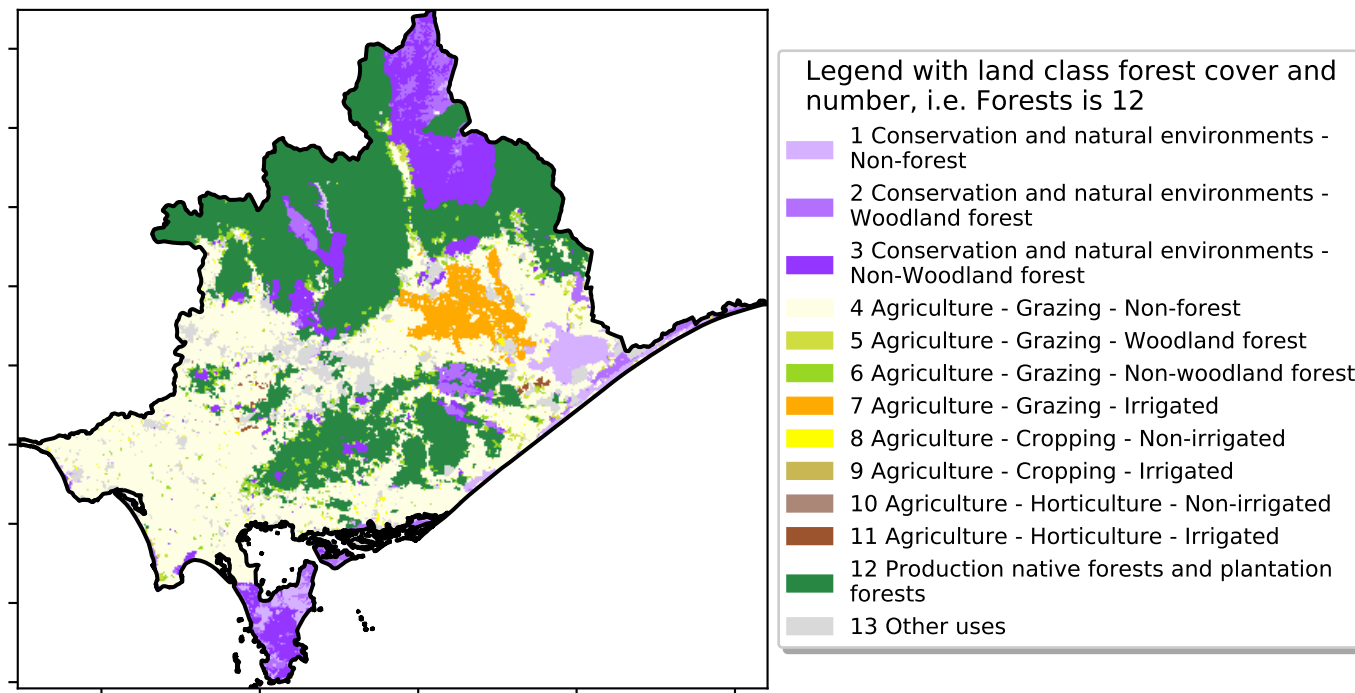 Legend with land class forest cover and
number, i.e. Forests is 12
1 Conservation and natural environments -
Non-forest
2 Conservation and natural environments -
Woodland forest
3 Conservation and natural environments -
Non-Woodland forest
4 Agriculture - Grazing - Non-forest
5 Agriculture - Grazing - Woodland forest
6 Agriculture - Grazing - Non-woodland forest
7 Agriculture - Grazing - Irrigated
8 Agriculture - Cropping - Non-irrigated
9 Agriculture - Cropping - Irrigated
10 Agriculture - Horticulture - Non-irrigated
11 Agriculture - Horticulture - Irrigated
12 Production native forests and plantation
forests
13 Other uses